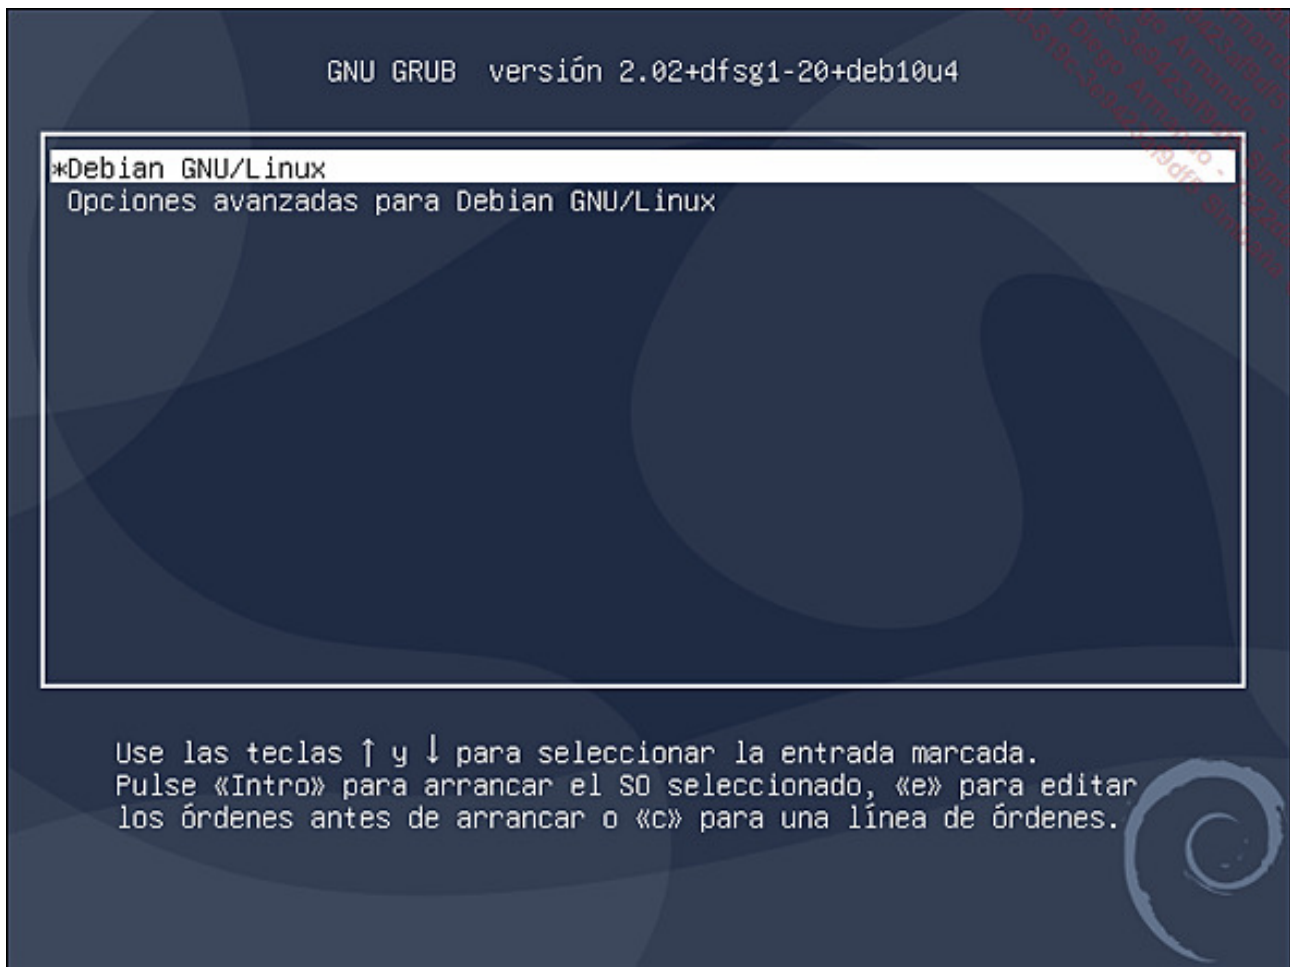 GNU GRUB versión 2.02+dfsg1-20+deb10u4
*Debian GNU/Linux
Opciones avanzadas para Debian GNU/Linux
Use las teclas ↑ y ↓ para seleccionar la entrada marcada.
Pulse «Intro» para arrancar el SO seleccionado, «e» para editar
los órdenes antes de arrancar o «c» para una línea de órdenes.